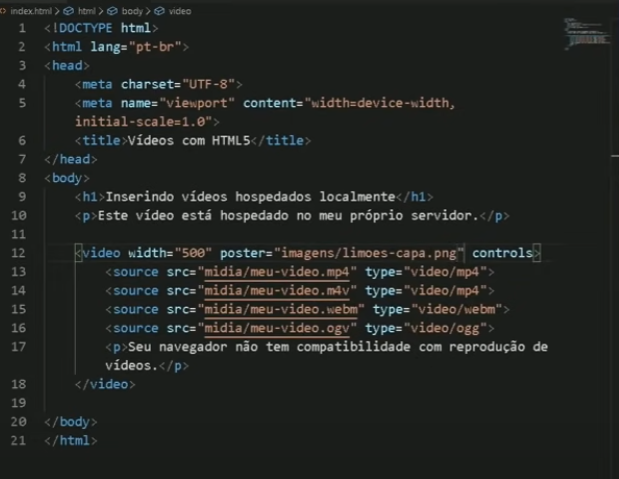 index.html > html > body > video
1 <!DOCTYPE html>
2 <html lang="pt-br">
3 <head>
4 <meta charset="UTF-8">
5 <meta name="viewport" content="width=device-width,
initial-scale=1.0">
6 <title>Vídeos com HTML5</title>
7 </head>
8 <body>
9 <h1>Inserindo vídeos hospedados localmente</h1>
10 <p>Este vídeo está hospedado no meu próprio servidor.</p>
11
12 <video width="500" poster="imagens/limoes-capa.png" controls>
13 <source src="midia/meu-video.mp4" type="video/mp4">
14 <source src="midia/meu-video.m4v" type="video/mp4">
15 <source src="midia/meu-video.webm" type="video/webm">
16 <source src="midia/meu-video.ogv" type="video/ogg">
17 <p>Seu navegador não tem compatibilidade com reprodução de
vídeos.</p>
18 </video>
19
20 </body>
21 </html>